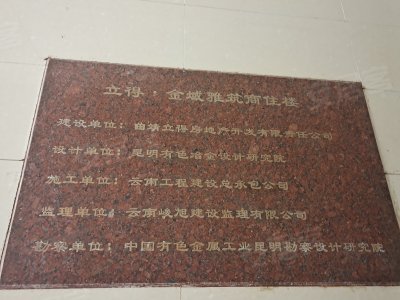 立得·金域雅筑商住楼
建设单位：曲靖立得房地产开发有限责任公司
设计单位：昆明有色冶金设计研究院
施工单位：云南工程建设总承包公司
监理单位：云南峻旭建设监理有限公司
勘察单位：中国有色金属工业昆明勘察设计研究院